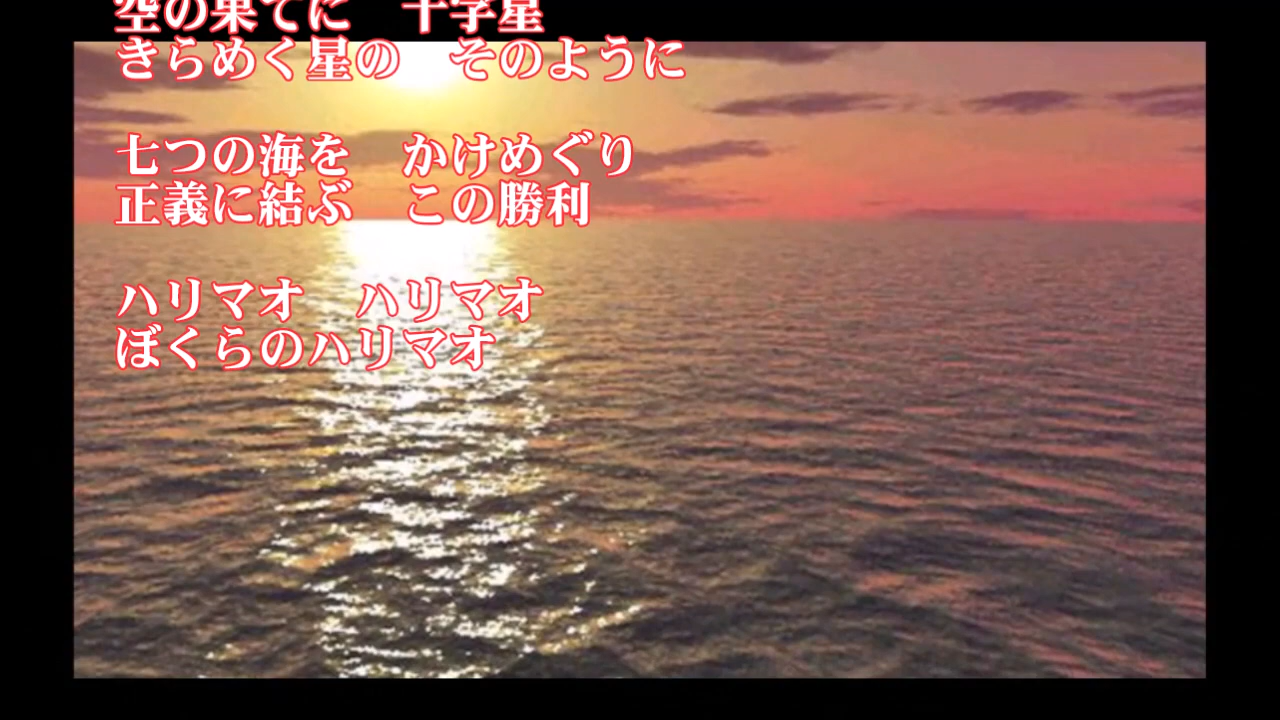 空の果てに　十字星
きらめく星の　そのように
七つの海を　かけめぐり
正義に結ぶ　この勝利
ハリマオ　ハリマオ
ぼくらのハリマオ